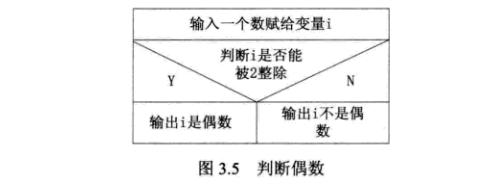 输入一个数赋给变量i
判断i是否能
被2整除
Y
N
输出i是偶数
输出i不是偶
数
图 3.5 判断偶数